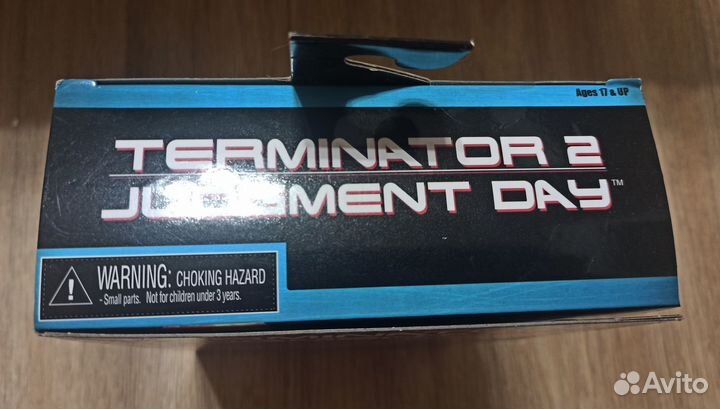 Ages 17 & UP
TERMINATOR 2
JUDGMENT DAY™
WARNING: CHOKING HAZARD
- Small parts. Not for children under 3 years.
Avito